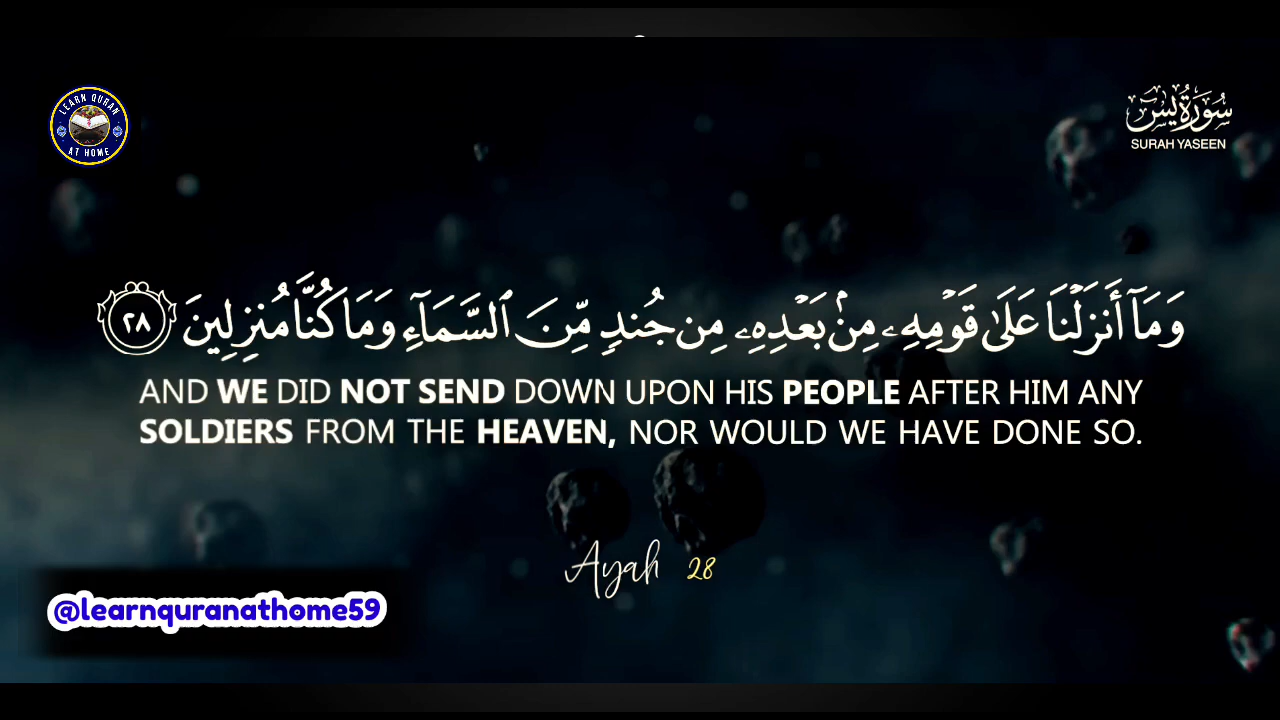 LEARN QURAN
AT HOME
سُورَةُ يسٓ
SURAH YASEEN
وَمَآ أَنزَلْنَا عَلَىٰ قَوْمِهِۦ مِنۢ بَعْدِهِۦ مِن جُندٍ مِّنَ ٱلسَّمَآءِ وَمَا كُنَّا مُنزِلِينَ ٢٨
AND WE DID NOT SEND DOWN UPON HIS PEOPLE AFTER HIM ANY
SOLDIERS FROM THE HEAVEN, NOR WOULD WE HAVE DONE SO.
Ayah 28
@learnquranathome59